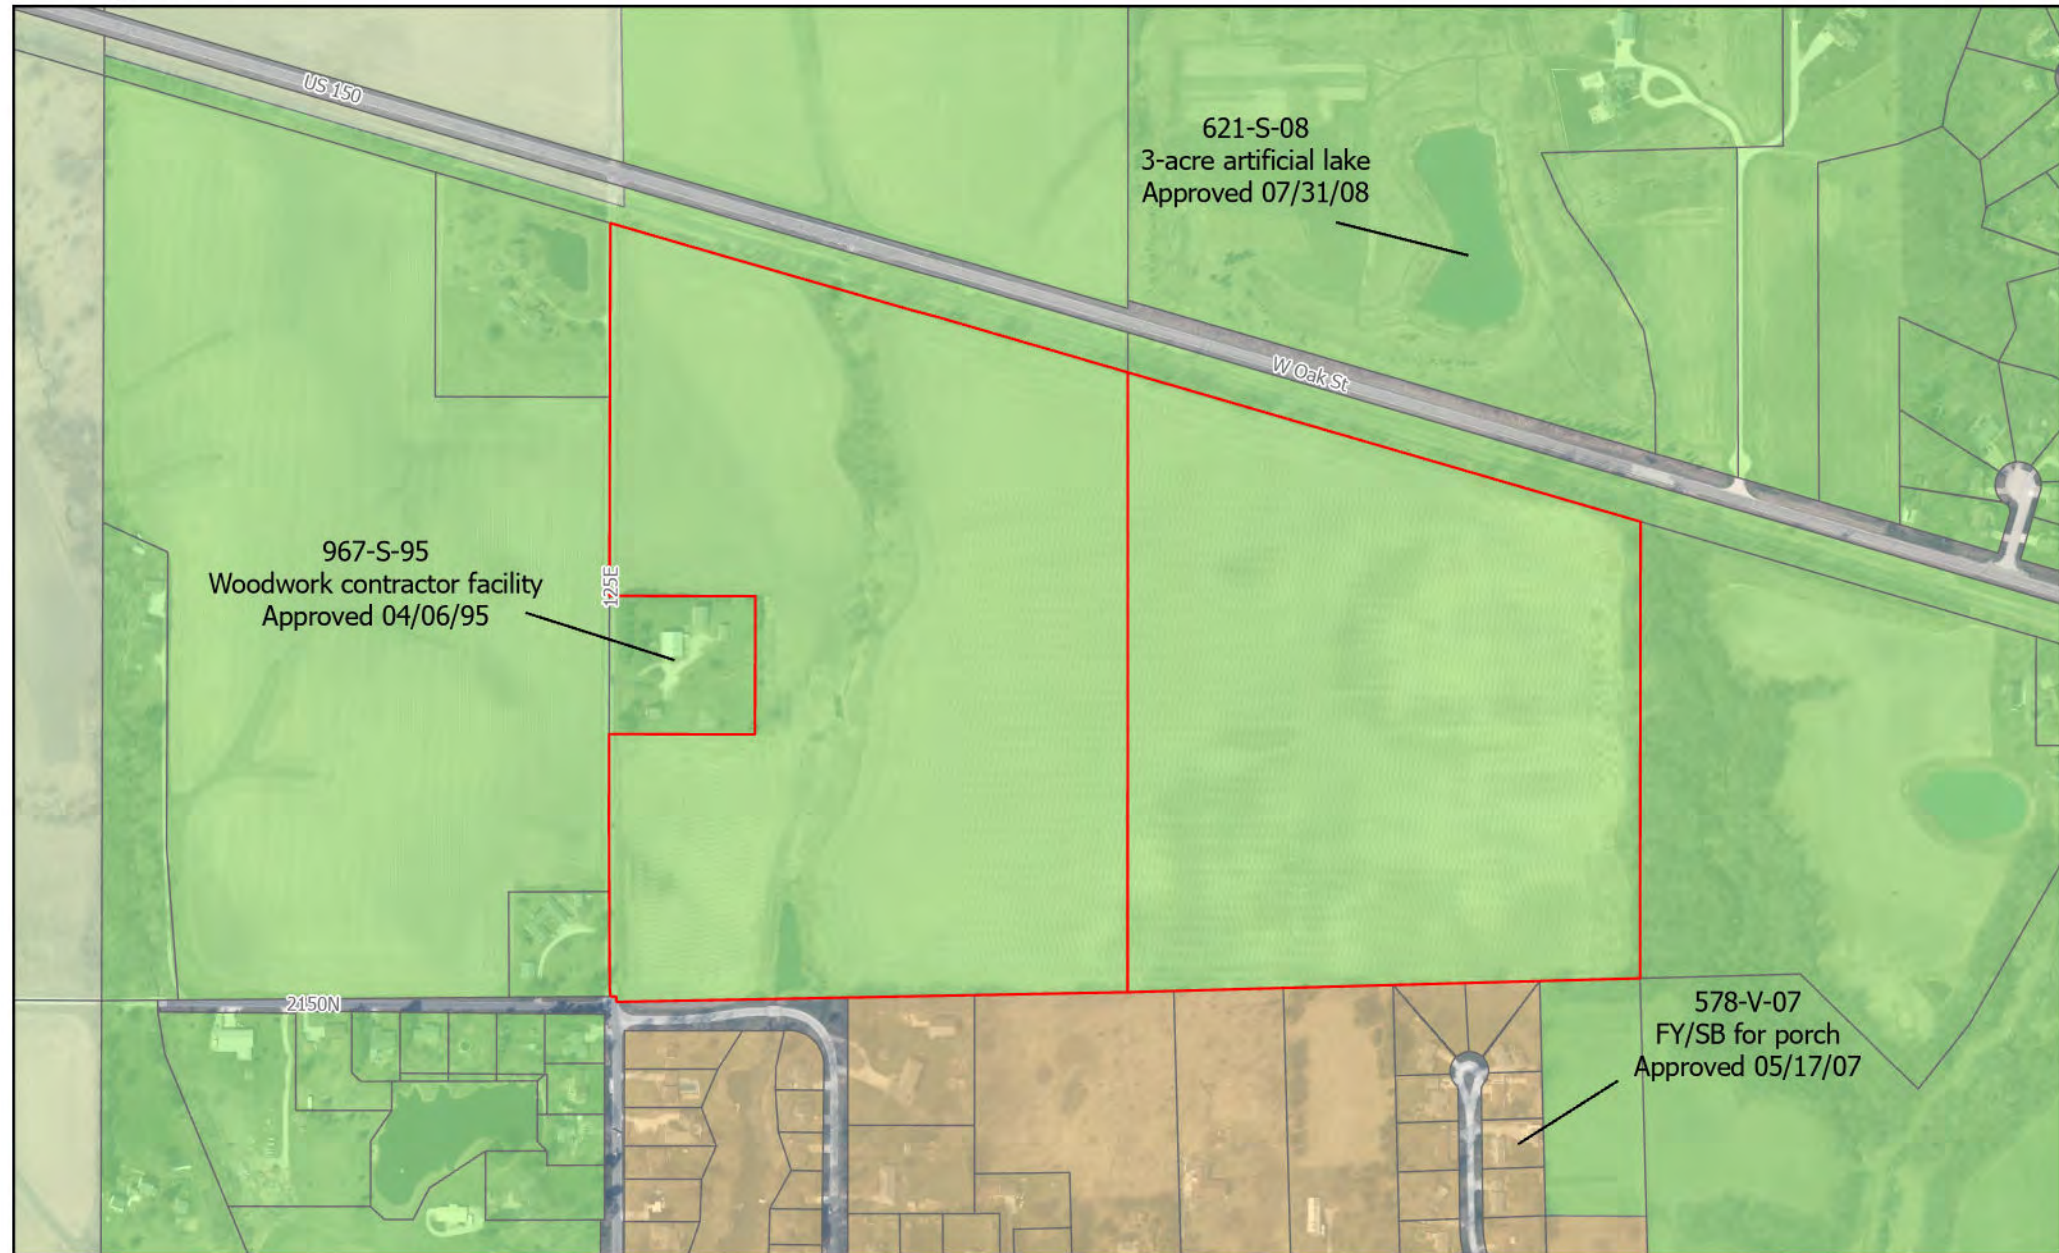 US 150
621-S-08
3-acre artificial lake
Approved 07/31/08
W Oak St
967-S-95
Woodwork contractor facility
Approved 04/06/95
125E
2150N
578-V-07
FY/SB for porch
Approved 05/17/07